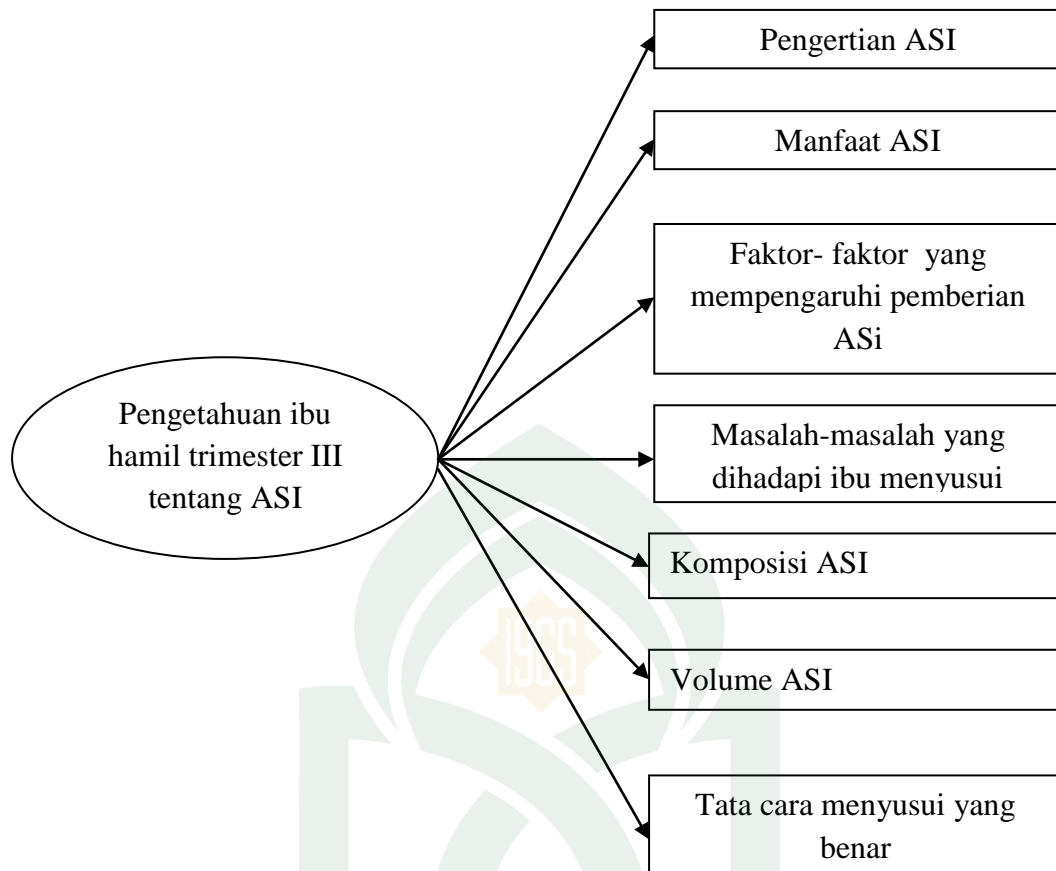 Pengertian ASI
Manfaat ASI
Faktor- faktor  yang
mempengaruhi pemberian
ASi
Pengetahuan ibu
hamil trimester III
tentang ASI
Masalah-masalah yang
dihadapi ibu menyusui
Komposisi ASI
1965
Volume ASI
Tata cara menyusui yang
benar